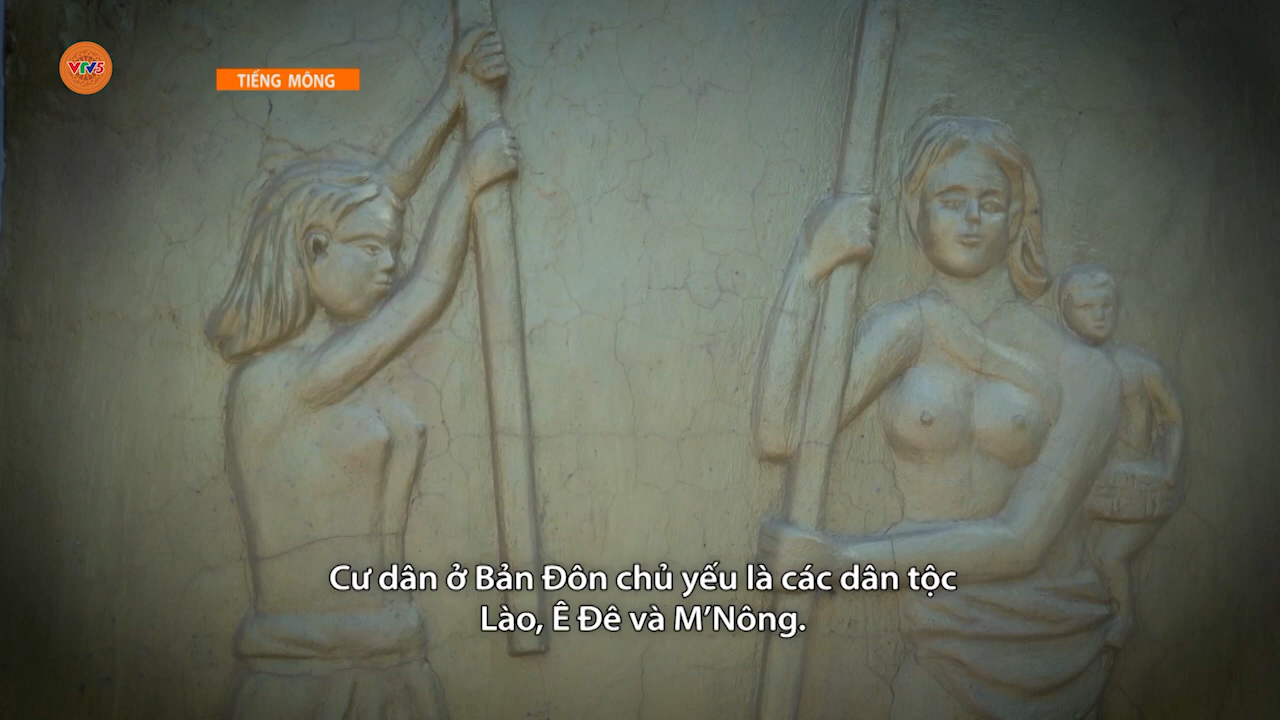 VTV5
TIẾNG MÔNG
Cư dân ở Bản Đôn chủ yếu là các dân tộc
Lào, Ê Đê và M'Nông.